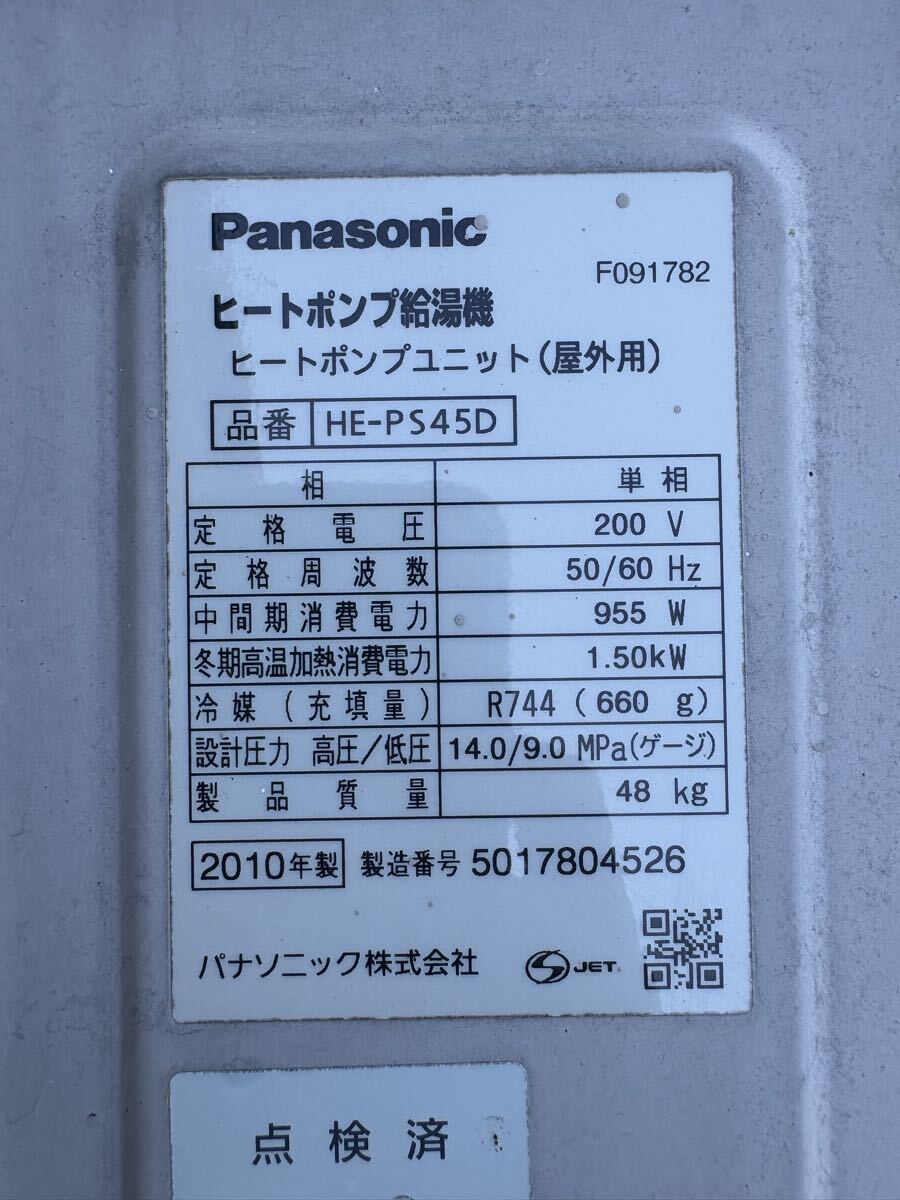 Panasonic
F091782
ヒートポンプ給湯機
ヒートポンプユニット(屋外用)
品番 HE-PS45D
相 単相
定格電圧 200 V
定格周波数 50/60 Hz
中間期消費電力 955 W
冬期高温加熱消費電力 1.50kW
冷媒(充填量) R744 (660 g)
設計圧力 高圧/低圧 14.0/9.0 MPa(ゲージ)
製品質量 48 kg
2010年製 製造番号 5017804526
パナソニック株式会社 S JET
点検済